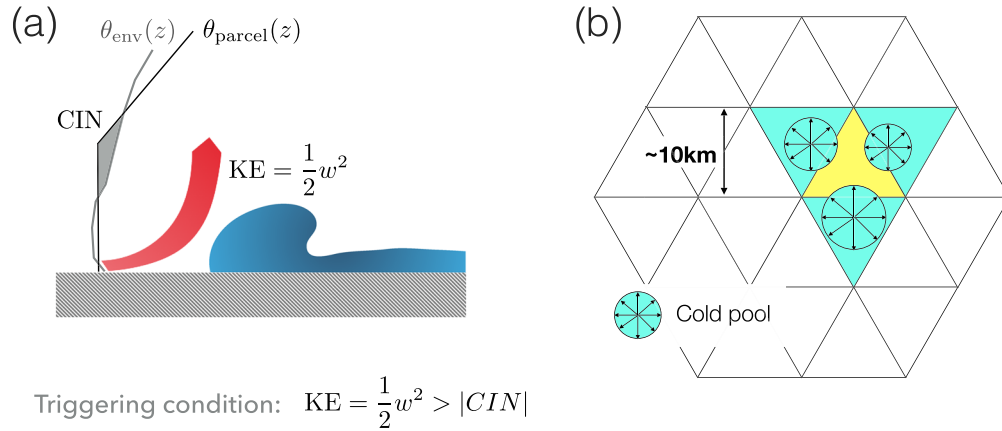 (a)
θenv(z)
θparcel(z)
CIN
KE = 1/2 w²
Triggering condition: KE = 1/2 w² > |CIN|
(b)
~10km
Cold pool